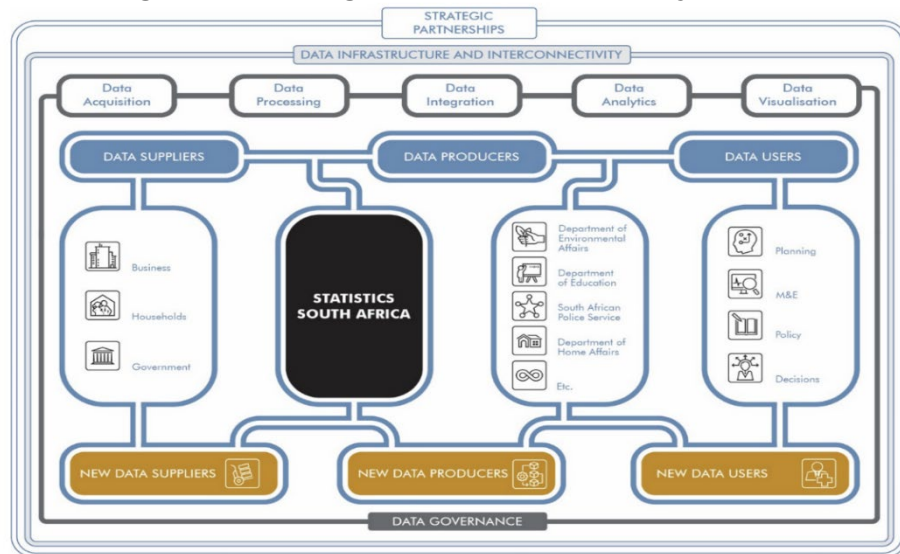 STRATEGIC
PARTNERSHIPS
DATA INFRASTRUCTURE AND INTERCONNECTIVITY
Data
Acquisition
Data
Processing
Data
Integration
Data
Analytics
Data
Visualisation
DATA SUPPLIERS
DATA PRODUCERS
DATA USERS
Business
Households
Government
STATISTICS
SOUTH AFRICA
Department of
Environmental
Affairs
Department
of Education
South African
Police Service
Department of
Home Affairs
Etc.
Planning
M&E
Policy
Decisions
NEW DATA SUPPLIERS
NEW DATA PRODUCERS
NEW DATA USERS
DATA GOVERNANCE